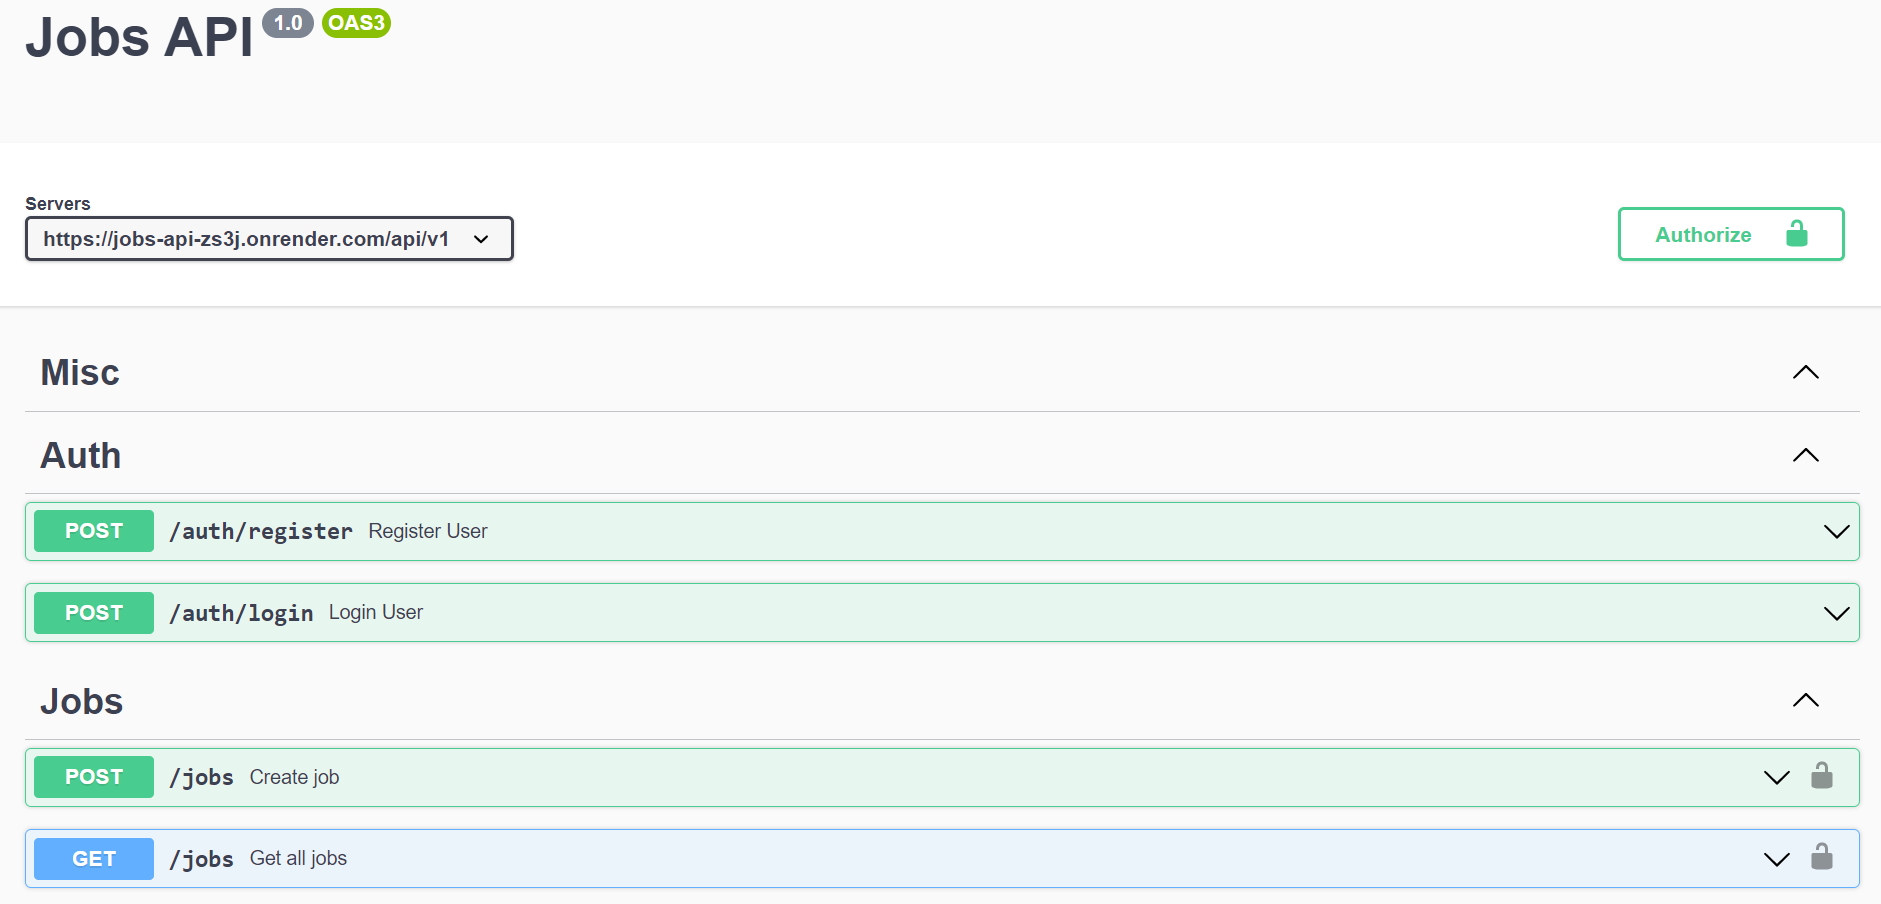 Jobs API 1.0 OAS3
Servers
https://jobs-api-zs3j.onrender.com/api/v1
Authorize
Misc
Auth
POST /auth/register Register User
POST /auth/login Login User
Jobs
POST /jobs Create job
GET /jobs Get all jobs